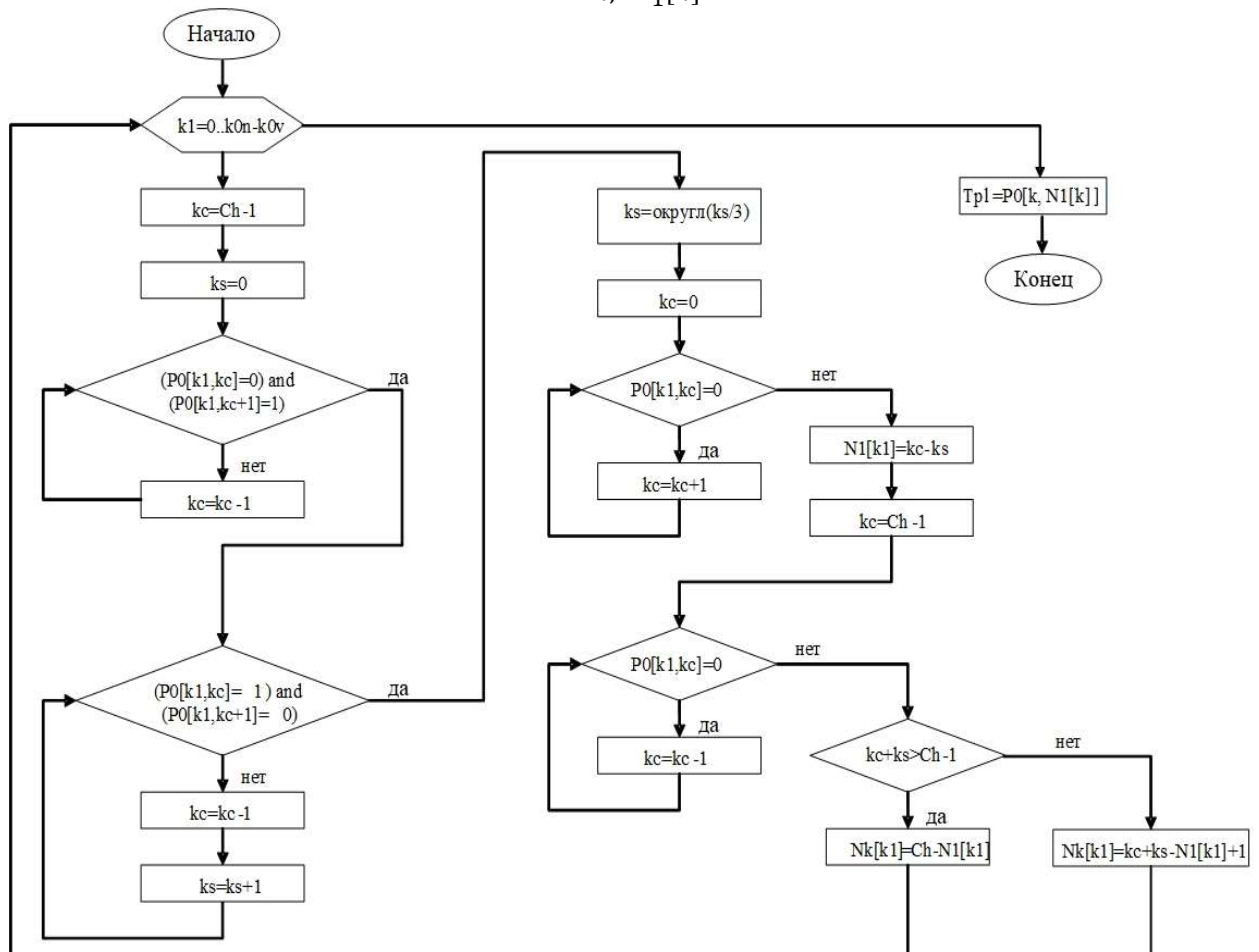 Начало
k1=0..k0n-k0v
kc=Ch-1
ks=0
(P0[k1,kc]=0) and
(P0[k1,kc+1]=1)
да
нет
kc=kc-1
(P0[k1,kc]= 1) and
(P0[k1,kc+1]= 0)
да
нет
kc=kc-1
ks=ks+1
ks=округл(ks/3)
kc=0
P0[k1,kc]=0
нет
да
kc=kc+1
N1[k1]=kc-ks
kc=Ch-1
P0[k1,kc]=0
нет
да
kc=kc-1
kc+ks>Ch-1
нет
да
Nk[k1]=Ch-N1[k1]
Nk[k1]=kc+ks-N1[k1]+1
Tp1=P0[k, N1[k]]
Конец